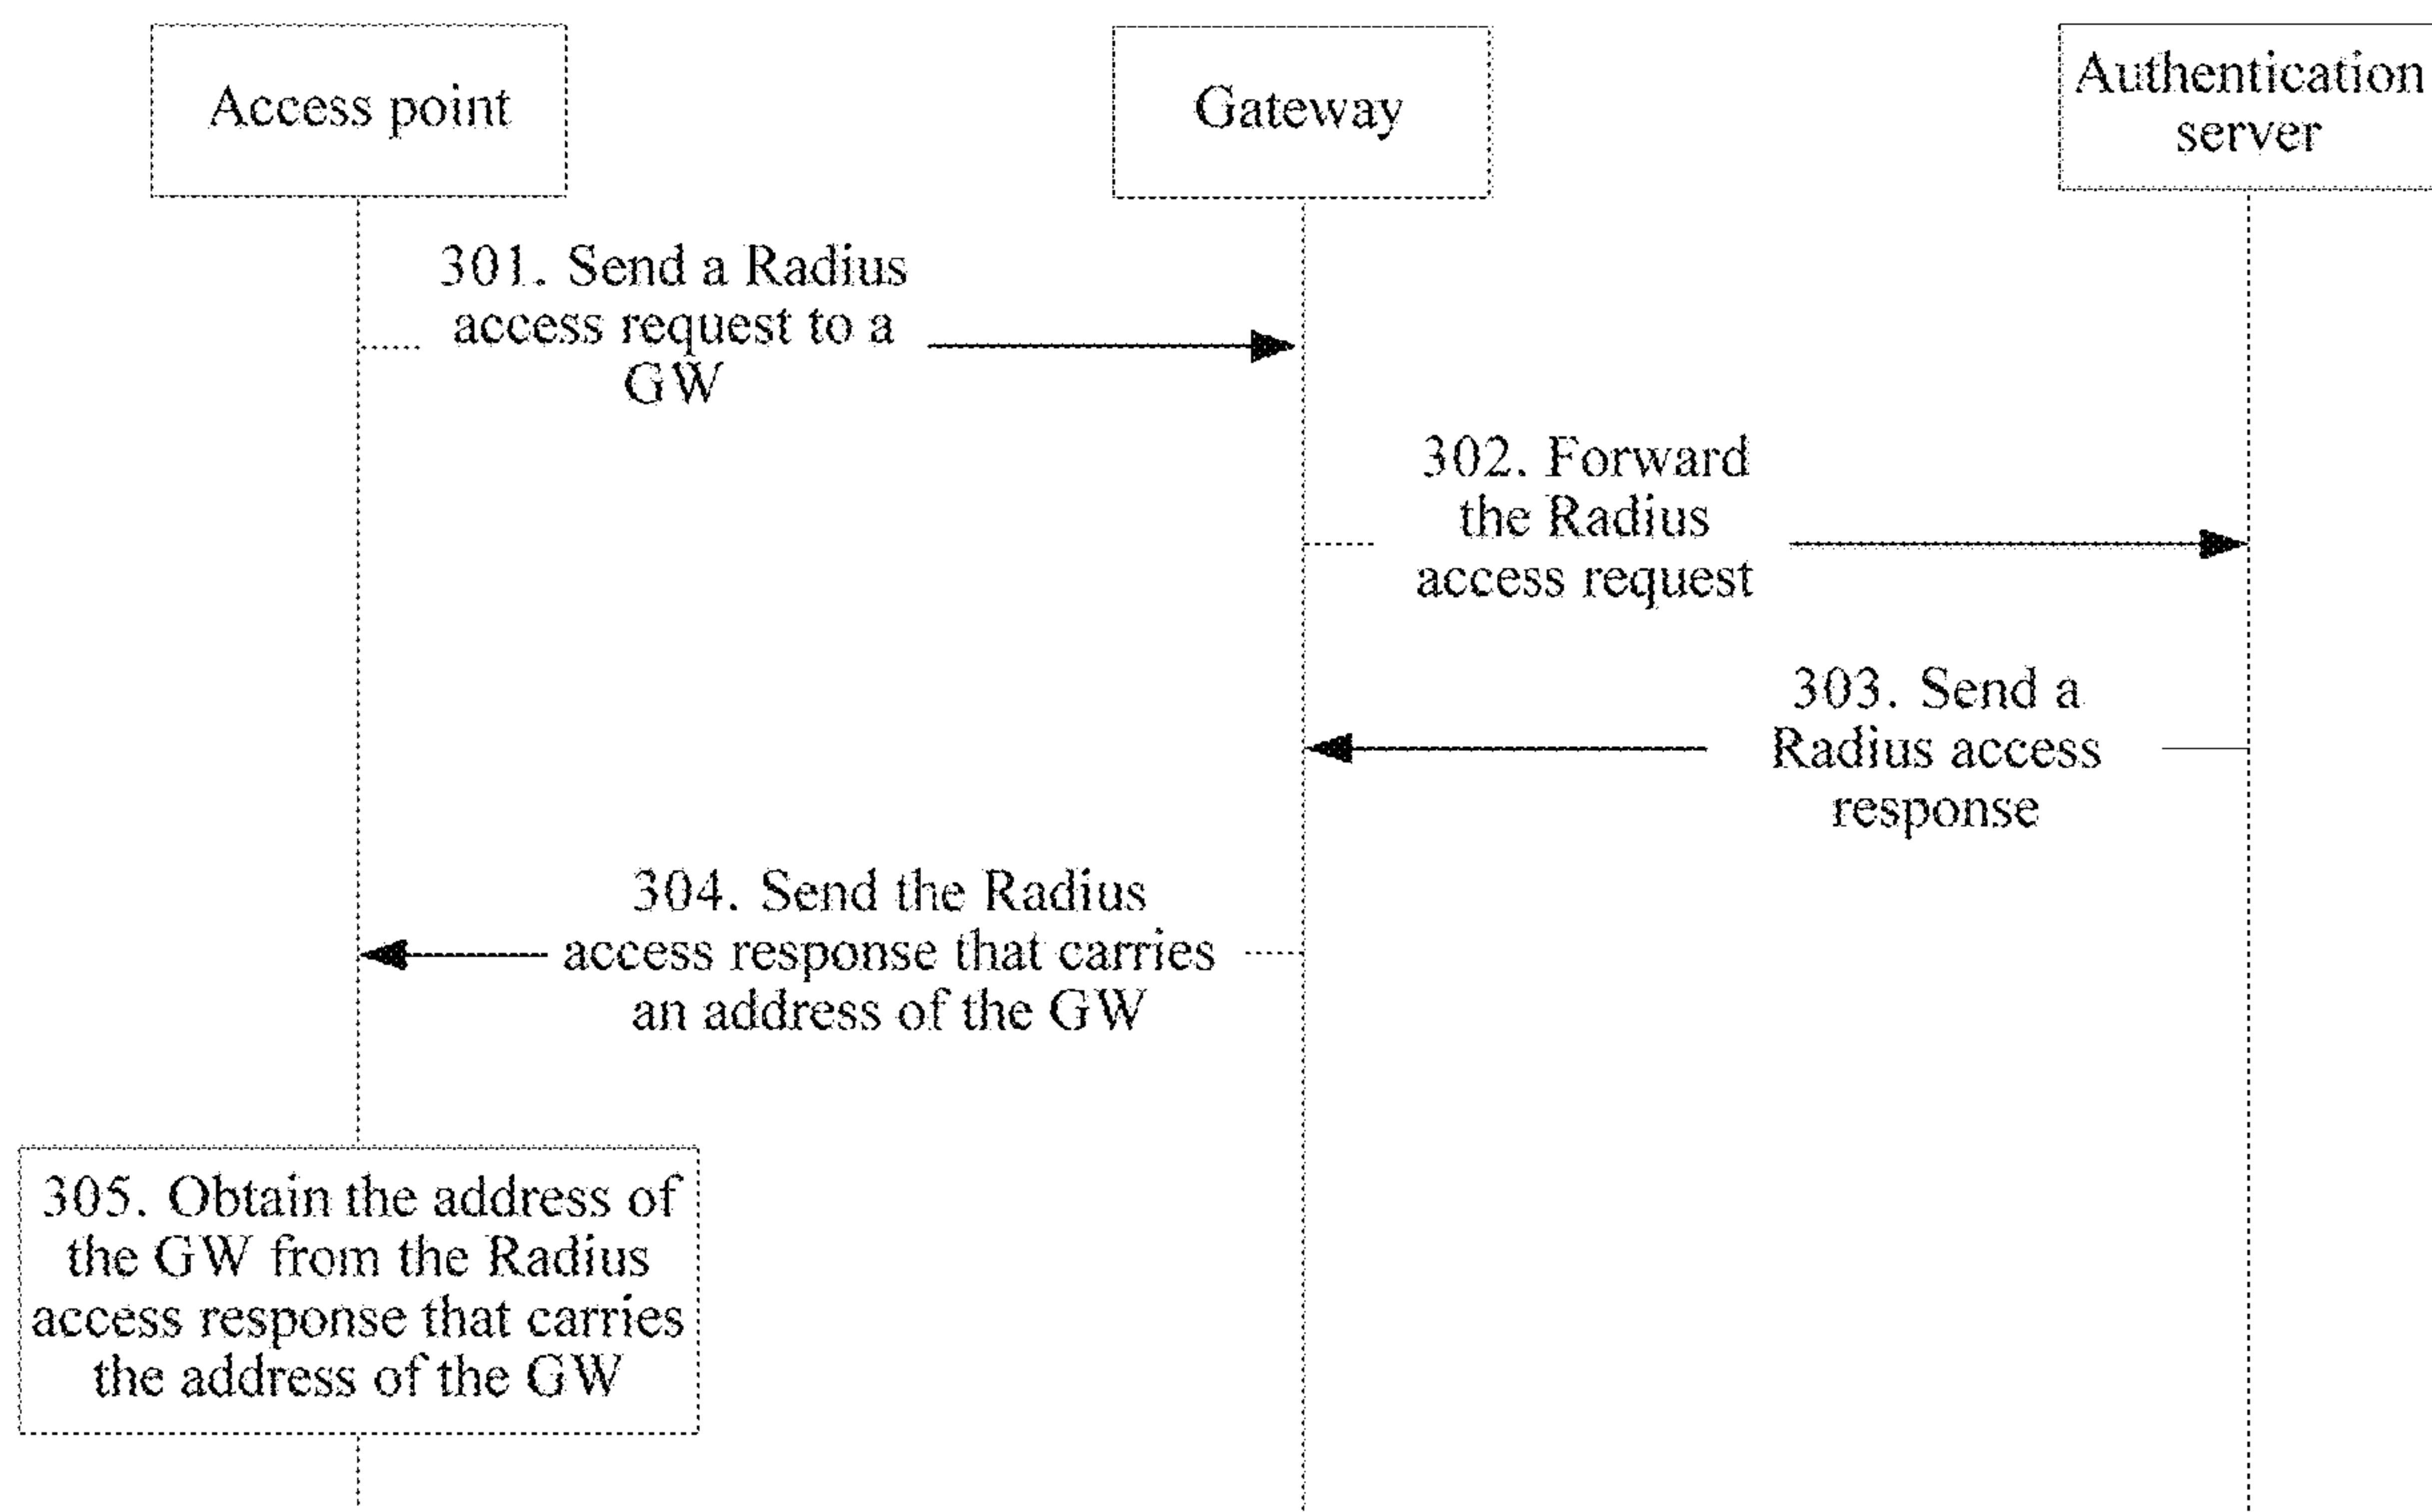 Access point
Gateway
Authentication
server
301. Send a Radius
access request to a
GW
302. Forward
the Radius
access request
303. Send a
Radius access
response
304. Send the Radius
access response that carries
an address of the GW
305. Obtain the address of
the GW from the Radius
access response that carries
the address of the GW